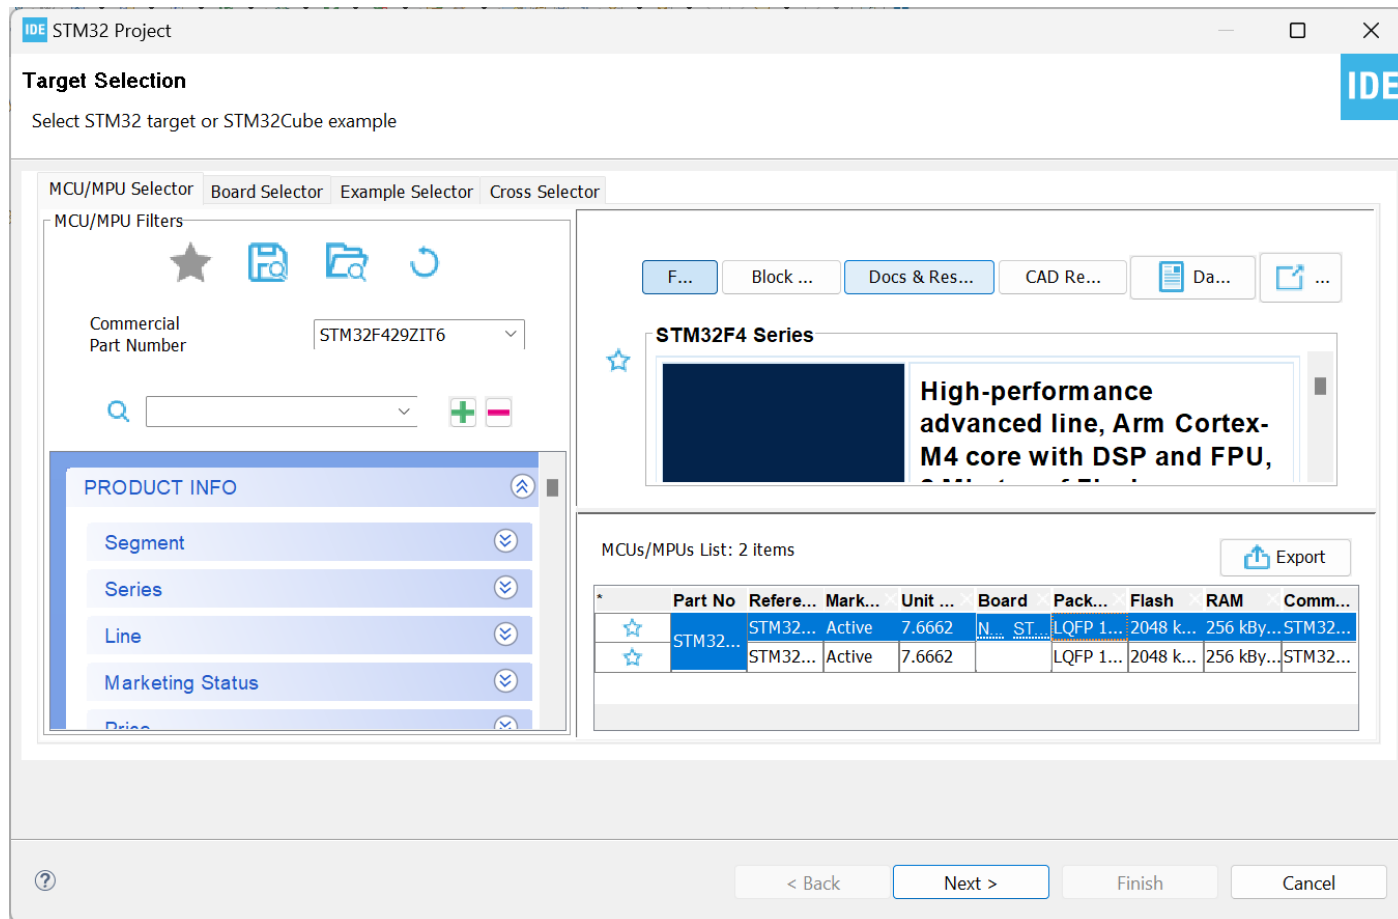 IDE STM32 Project
Target Selection
IDE
Select STM32 target or STM32Cube example
MCU/MPU Selector Board Selector Example Selector Cross Selector
MCU/MPU Filters
F... Block ... Docs & Res... CAD Re... Da... ...
Commercial
Part Number
STM32F429ZIT6
STM32F4 Series
High-performance
advanced line, Arm Cortex-
M4 core with DSP and FPU,
PRODUCT INFO
Segment
Series
Line
Marketing Status
Price
MCUs/MPUs List: 2 items
Export
* Part No Refere... Mark... Unit ... Board Pack... Flash RAM Comm...
STM32... STM32... Active 7.6662 N... ST... LQFP 1... 2048 k... 256 kBy... STM32...
STM32... Active 7.6662 LQFP 1... 2048 k... 256 kBy... STM32...
? < Back Next > Finish Cancel